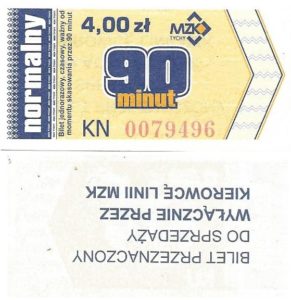 normalny
Bilet jednorazowy, czasowy, ważny od
momentu skasowania przez 90 minut
4,00 zł
MZK
TYCHY
90
minut
KN 0079496
BILET PRZEZNACZONY
DO SPRZEDAŻY
WYŁĄCZNIE PRZEZ
KIEROWCĘ LINII MZK